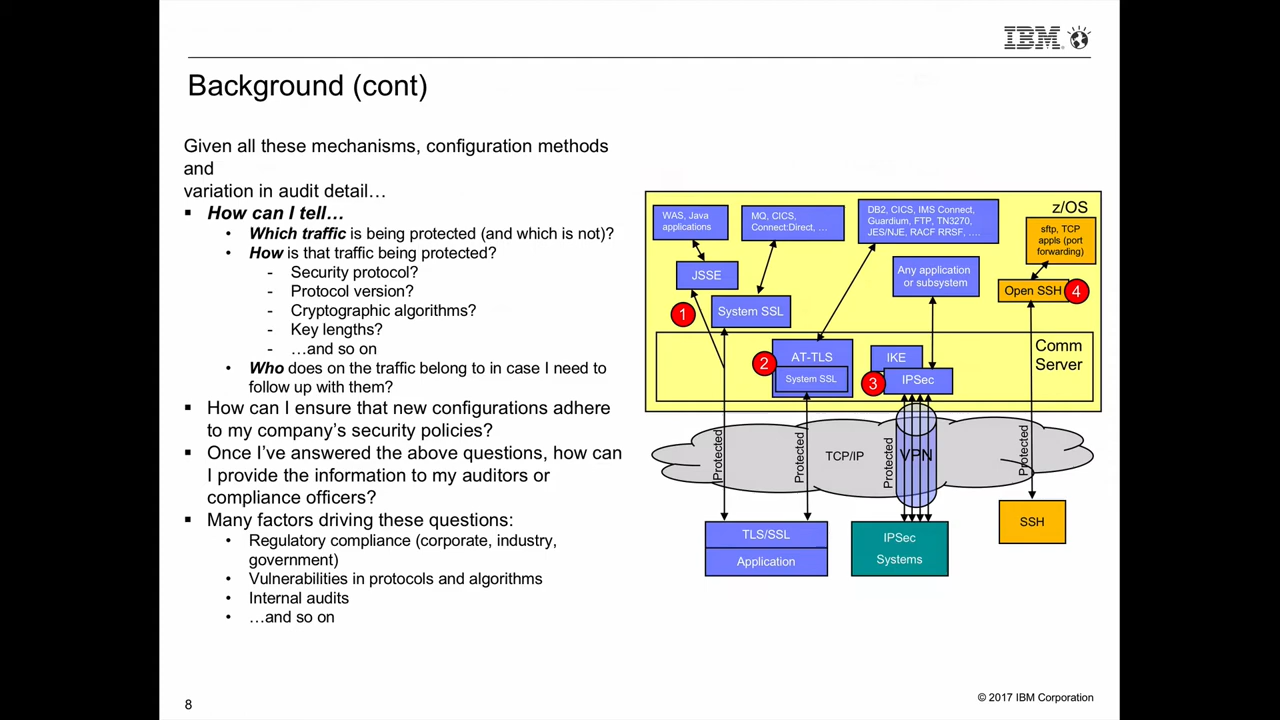 IBM
Background (cont)
Given all these mechanisms, configuration methods
and
variation in audit detail…
▪ How can I tell…
• Which traffic is being protected (and which is not)?
• How is that traffic being protected?
- Security protocol?
- Protocol version?
- Cryptographic algorithms?
- Key lengths?
- …and so on
• Who does on the traffic belong to in case I need to
follow up with them?
▪ How can I ensure that new configurations adhere
to my company’s security policies?
▪ Once I’ve answered the above questions, how can
I provide the information to my auditors or
compliance officers?
▪ Many factors driving these questions:
• Regulatory compliance (corporate, industry,
government)
• Vulnerabilities in protocols and algorithms
• Internal audits
• …and so on
z/OS
WAS, Java
applications
MQ, CICS,
Connect:Direct, …
DB2, CICS, IMS Connect,
Guardium, FTP, TN3270,
JES/NJE, RACF RRSF, ….
sftp, TCP
appls (port
forwarding)
JSSE
Any application
or subsystem
Open SSH
4
1
System SSL
Comm
Server
2
AT-TLS
System SSL
IKE
3
IPSec
Protected
Protected
TCP/IP
Protected
VPN
Protected
TLS/SSL
Application
IPSec
Systems
SSH
8
© 2017 IBM Corporation